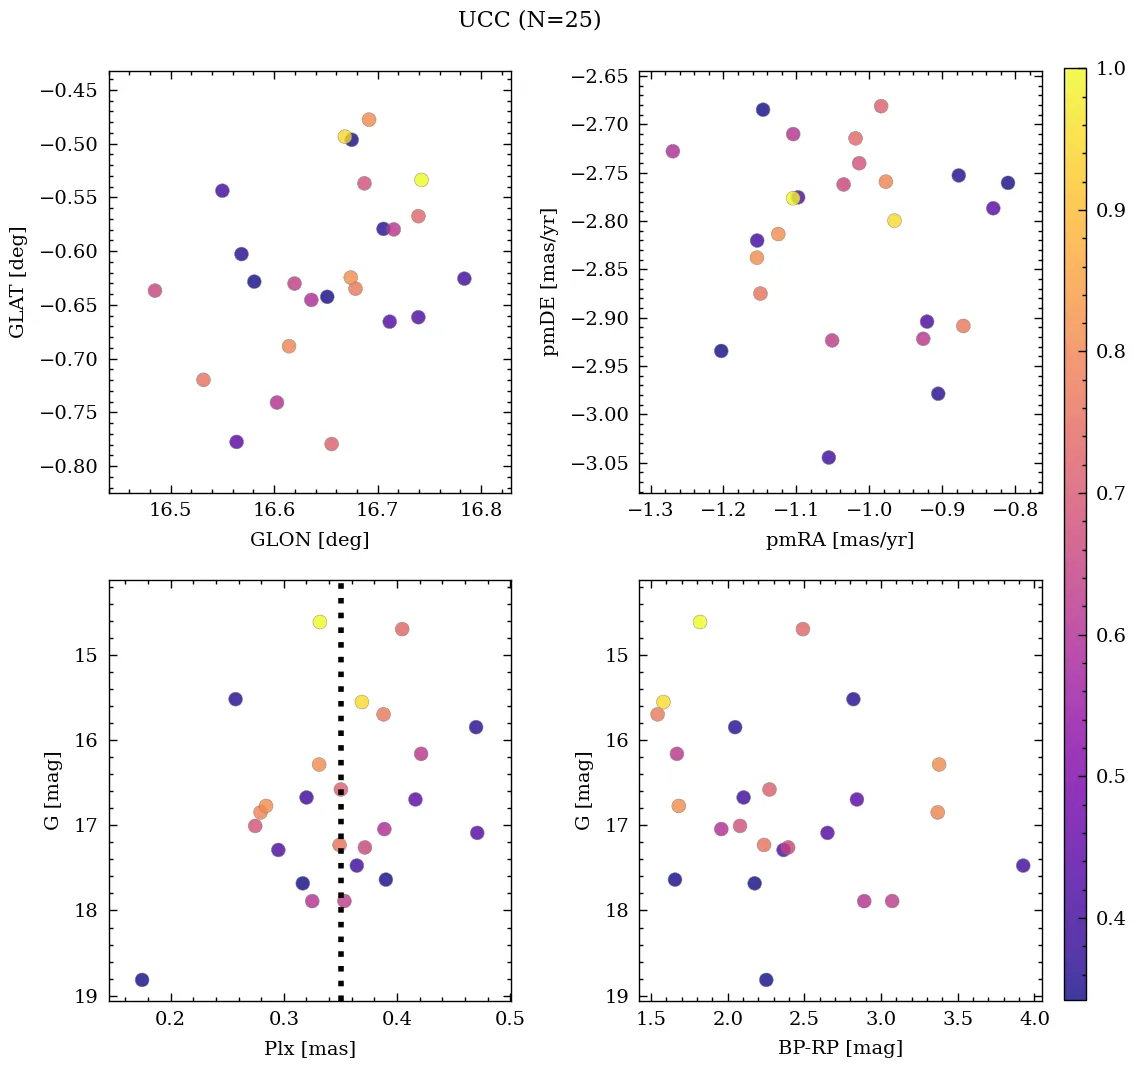 UCC (N=25)
−0.45
−0.50
−0.55
−0.60
−0.65
−0.70
−0.75
−0.80
GLAT [deg]
16.5 16.6 16.7 16.8
GLON [deg]
−2.65
−2.70
−2.75
−2.80
−2.85
−2.90
−2.95
−3.00
−3.05
pmDE [mas/yr]
−1.3 −1.2 −1.1 −1.0 −0.9 −0.8
pmRA [mas/yr]
15
16
17
18
19
G [mag]
0.2 0.3 0.4 0.5
Plx [mas]
15
16
17
18
19
G [mag]
1.5 2.0 2.5 3.0 3.5 4.0
BP-RP [mag]
1.0
0.9
0.8
0.7
0.6
0.5
0.4